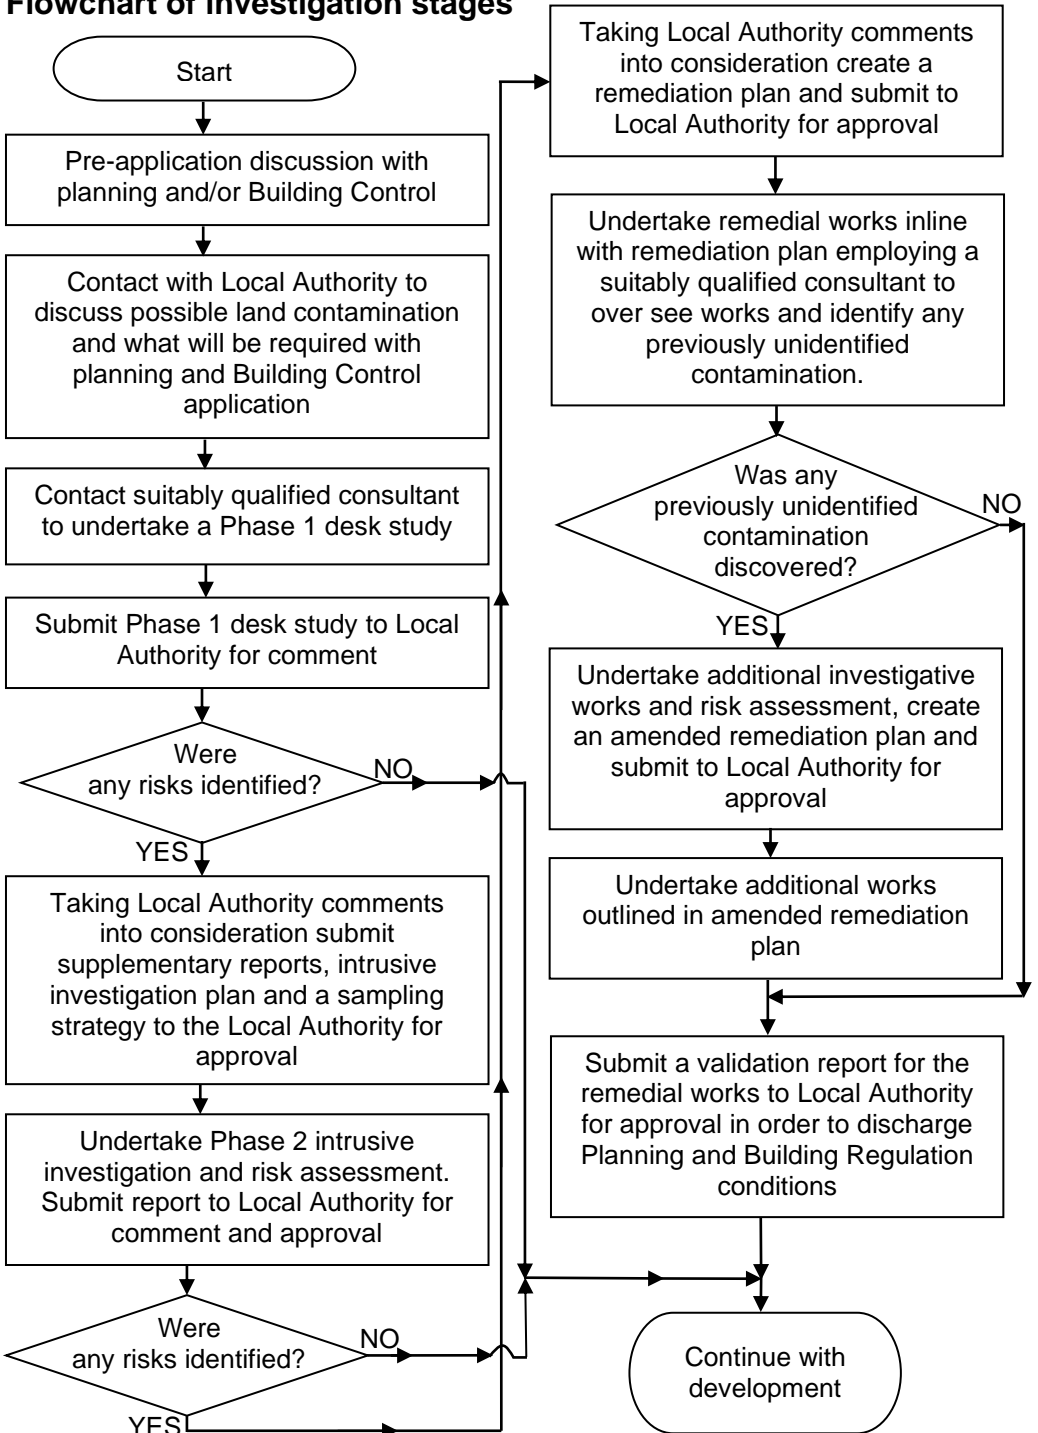 Flowchart of investigation stages
Start
Pre-application discussion with
planning and/or Building Control
Contact with Local Authority to
discuss possible land contamination
and what will be required with
planning and Building Control
application
Contact suitably qualified consultant
to undertake a Phase 1 desk study
Submit Phase 1 desk study to Local
Authority for comment
Were
any risks identified?
NO
YES
Taking Local Authority comments
into consideration submit
supplementary reports, intrusive
investigation plan and a sampling
strategy to the Local Authority for
approval
Undertake Phase 2 intrusive
investigation and risk assessment.
Submit report to Local Authority for
comment and approval
Were
any risks identified?
NO
YES
Taking Local Authority comments
into consideration create a
remediation plan and submit to
Local Authority for approval
Undertake remedial works inline
with remediation plan employing a
suitably qualified consultant to
over see works and identify any
previously unidentified
contamination.
Was any
previously unidentified
contamination
discovered?
NO
YES
Undertake additional investigative
works and risk assessment, create
an amended remediation plan and
submit to Local Authority for
approval
Undertake additional works
outlined in amended remediation
plan
Submit a validation report for the
remedial works to Local Authority
for approval in order to discharge
Planning and Building Regulation
conditions
Continue with
development